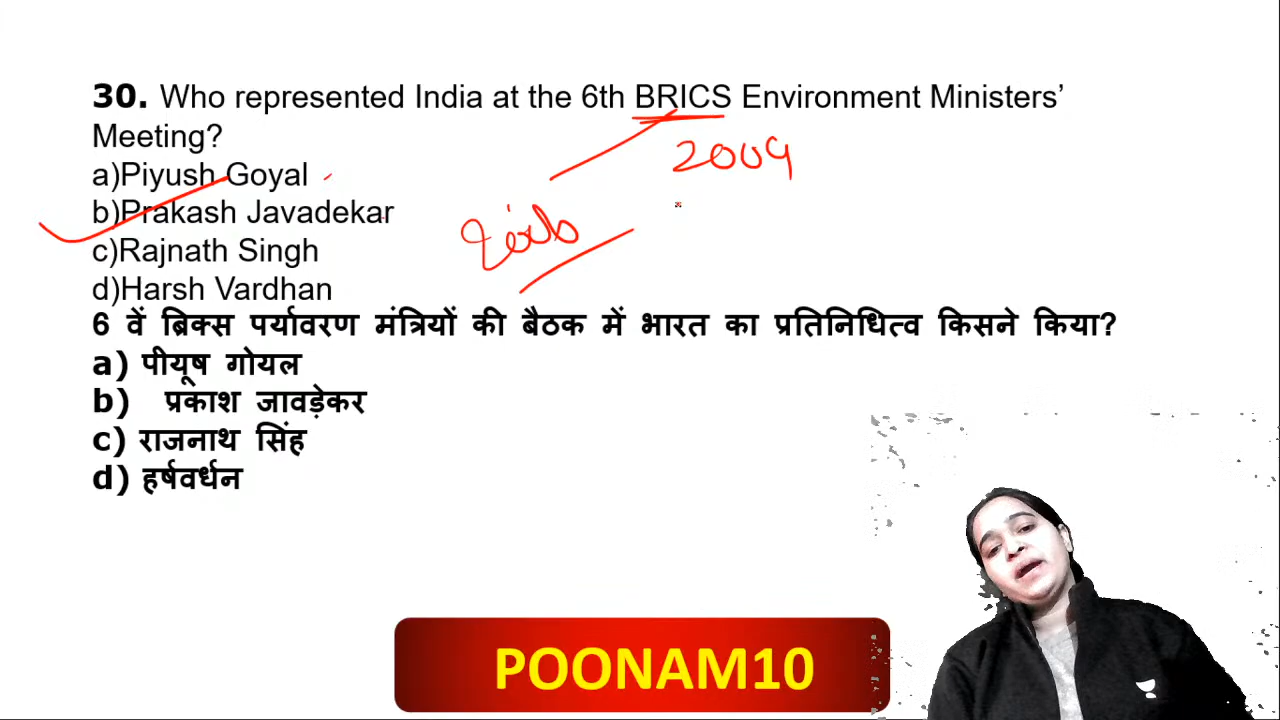 30. Who represented India at the 6th BRICS Environment Ministers’
Meeting?
a)Piyush Goyal
b)Prakash Javadekar
c)Rajnath Singh
d)Harsh Vardhan
2009
6 वें ब्रिक्स पर्यावरण मंत्रियों की बैठक में भारत का प्रतिनिधित्व किसने किया?
a) पीयूष गोयल
b) प्रकाश जावड़ेकर
c) राजनाथ सिंह
d) हर्षवर्धन
POONAM10